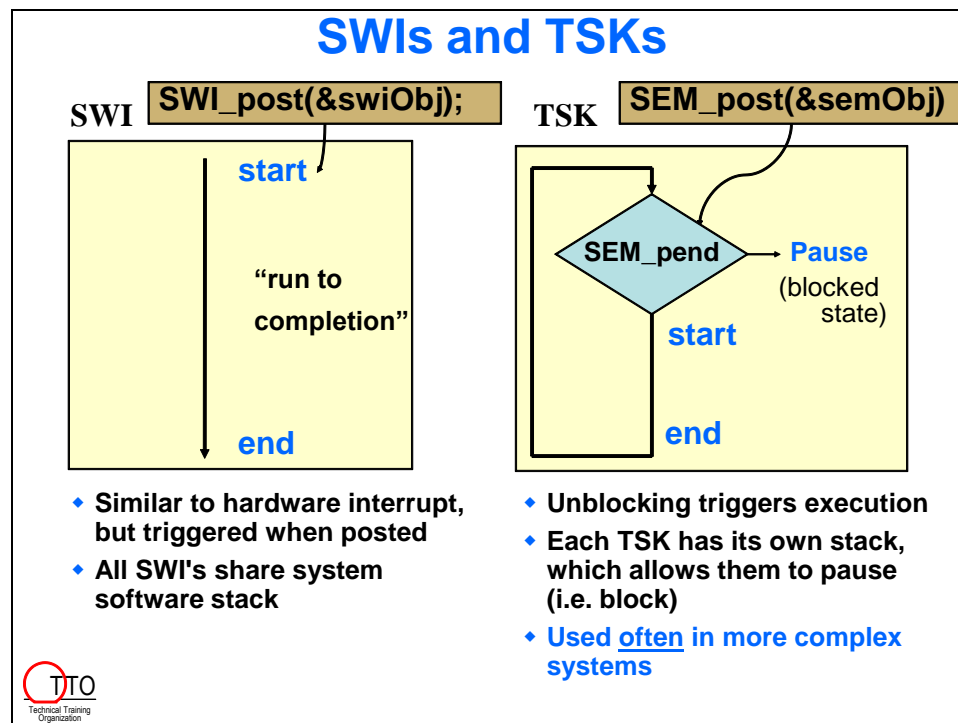 SWIs and TSKs
SWI
SWI_post(&swiObj);
start
“run to
completion”
end
Similar to hardware interrupt,
but triggered when posted
All SWI's share system
software stack
TSK
SEM_post(&semObj)
SEM_pend
Pause
(blocked
state)
start
end
Unblocking triggers execution
Each TSK has its own stack,
which allows them to pause
(i.e. block)
Used often in more complex
systems
TTO
Technical Training
Organization